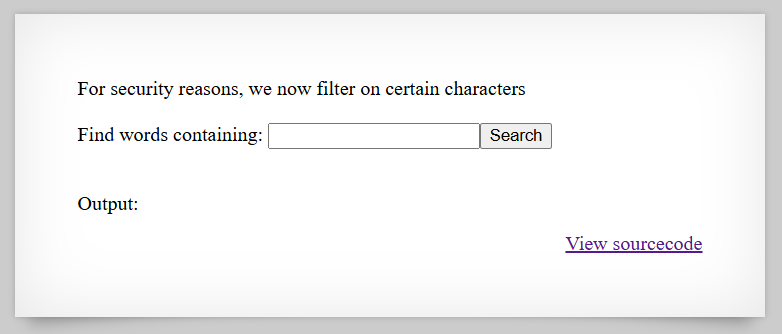 For security reasons, we now filter on certain characters
Find words containing: Search
Output:
View sourcecode